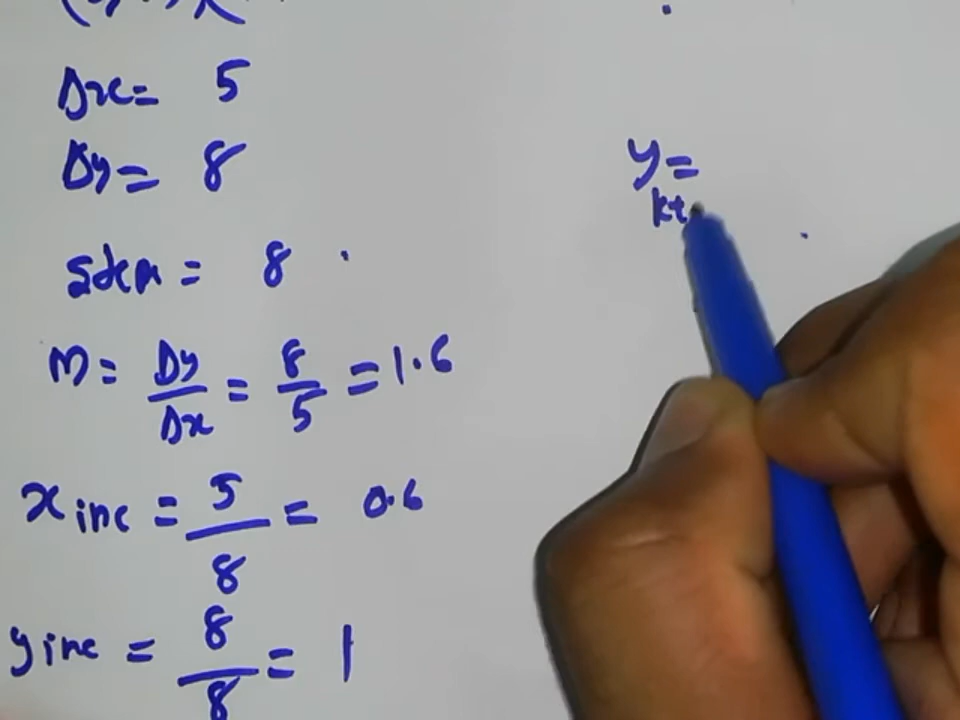 Δx= 5
Δy= 8
stem = 8 .
m= Δy/Δx = 8/5 =1.6
x inc = 5/8 = 0.6
y inc = 8/8 = 1
y=
k+